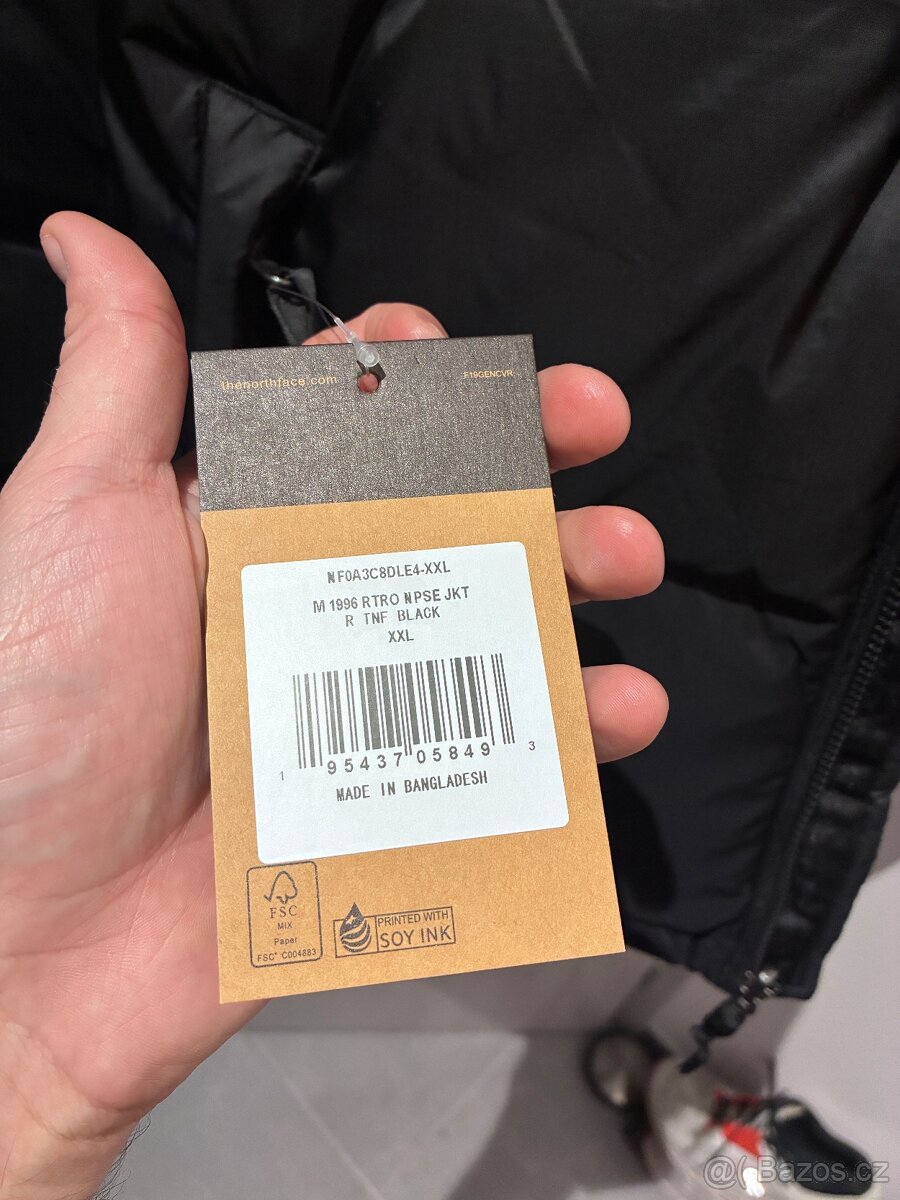 thenorthface.com
F19GENCVR
NF0A3C8DLE4-XXL
M 1996 RTRO NPSE JKT
R TNF BLACK
XXL
1 95437 05849 3
MADE IN BANGLADESH
FSC
MIX
Paper
FSC® C004883
PRINTED WITH
SOY INK
@( Bazos.cz